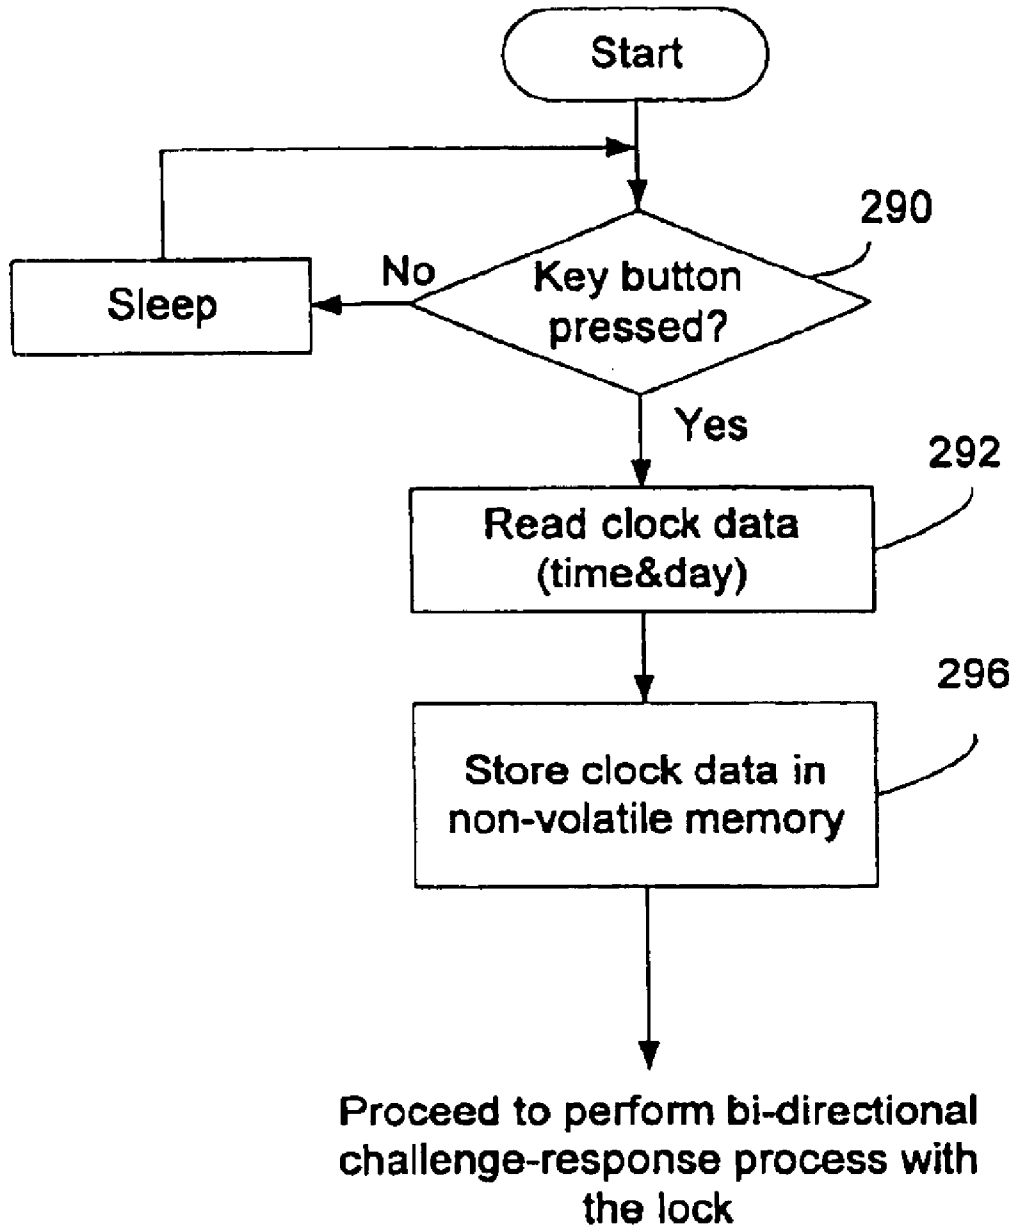 Start
290
Key button
pressed?
No
Sleep
Yes
292
Read clock data
(time&day)
296
Store clock data in
non-volatile memory
Proceed to perform bi-directional
challenge-response process with
the lock